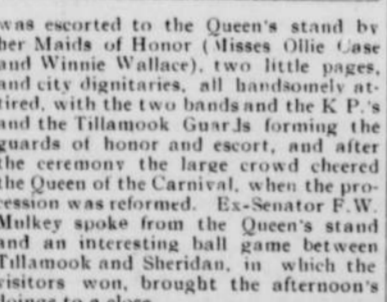 was escorted to the Queen's stand by
her Maids of Honor (Misses Ollie Case
and Winnie Wallace), two little pages,
and city dignitaries, all handsomely at-
tired, with the two bands and the K P.'s
and the Tillamook Guards forming the
guards of honor and escort, and after
the ceremony the large crowd cheered
the Queen of the Carnival, when the pro-
cession was reformed. Ex-Senator F. W.
Mulkey spoke from the Queen's stand
and an interesting ball game between
Tillamook and Sheridan, in which the
visitors won, brought the afternoon's
doings to a close